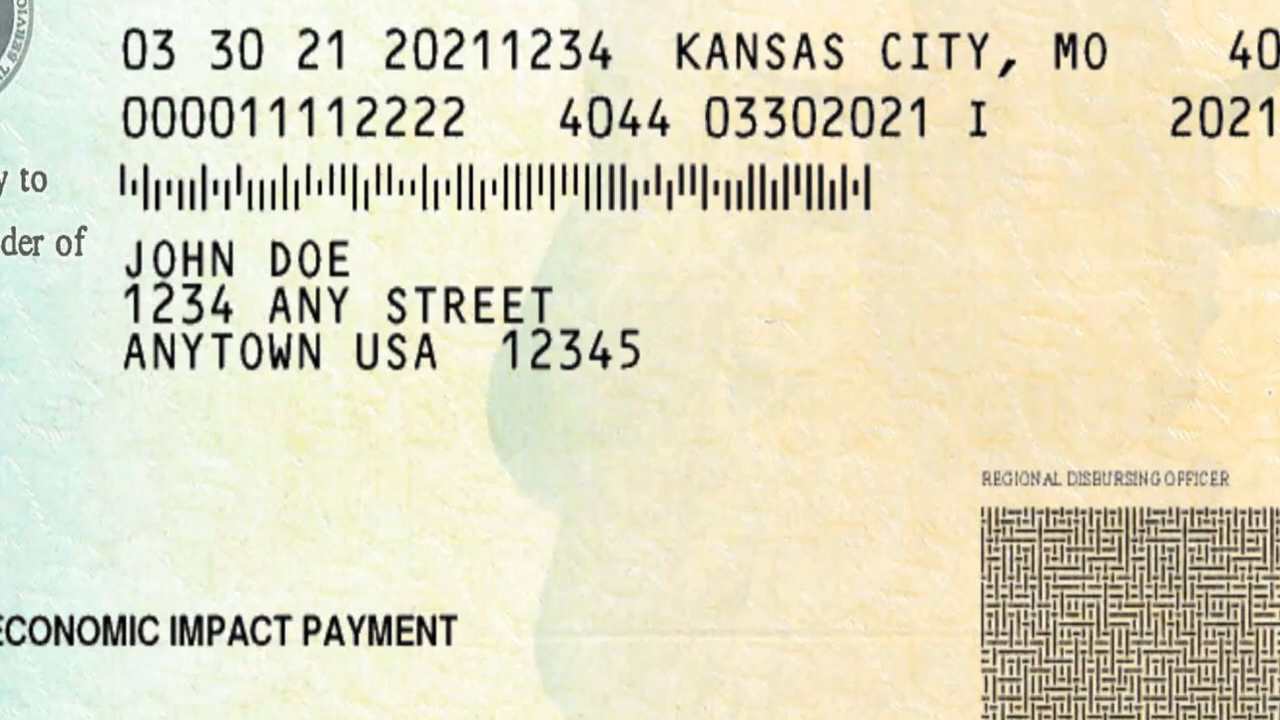 03 30 21 20211234 KANSAS CITY, MO 40
000011112222 4044 03302021 I 2021
y to
der of
JOHN DOE
1234 ANY STREET
ANYTOWN USA 12345
REGIONAL DISBURSING OFFICER
ECONOMIC IMPACT PAYMENT